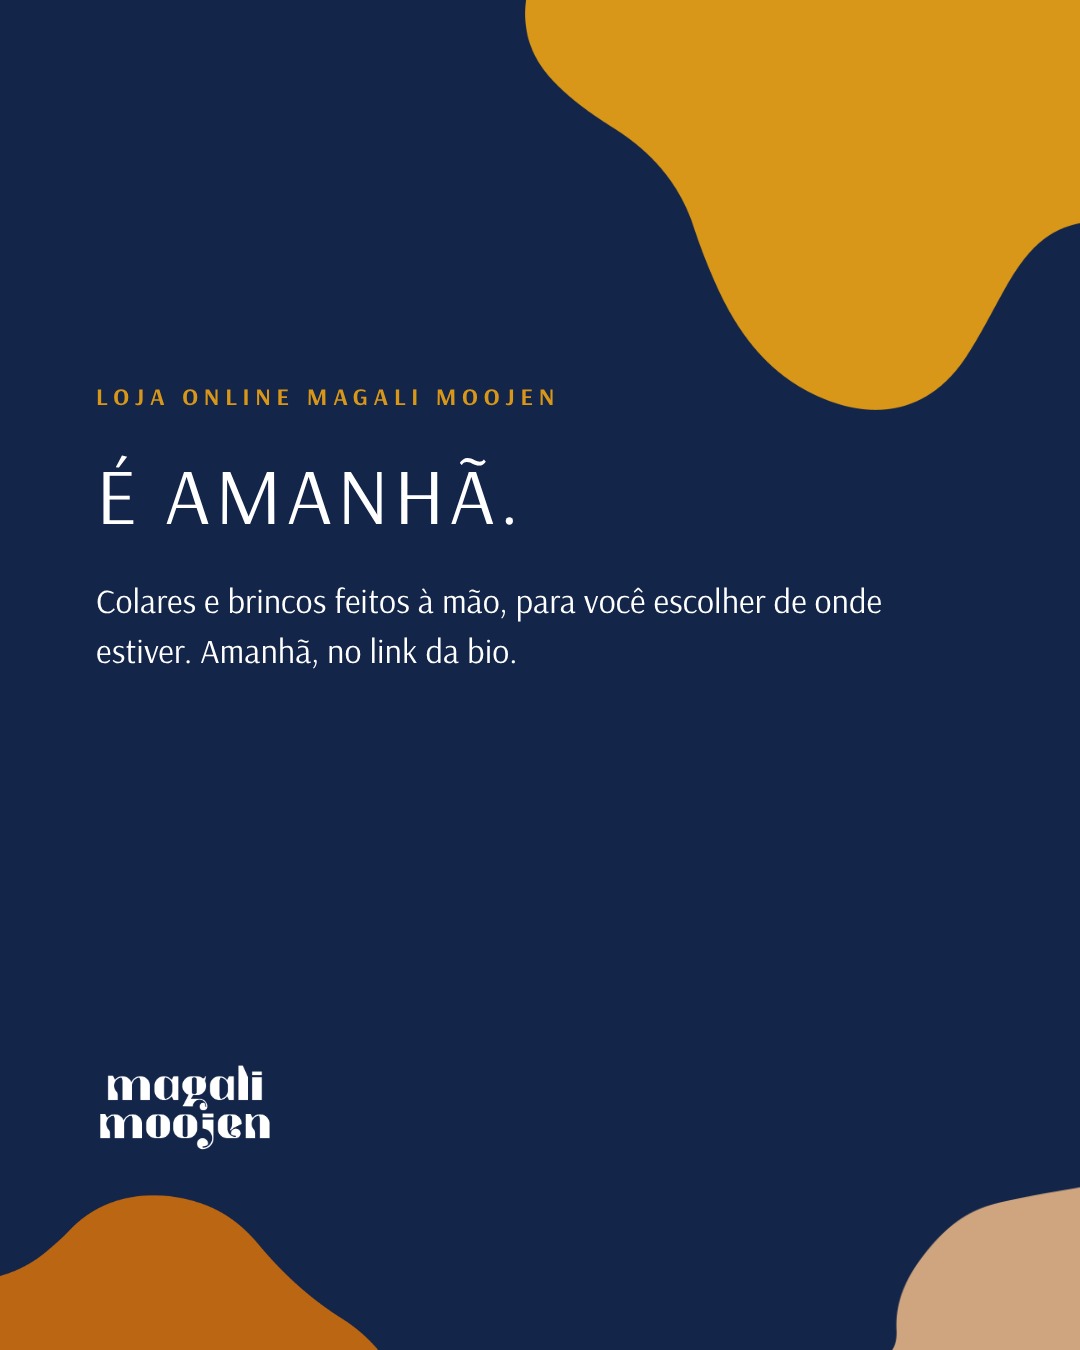 LOJA ONLINE MAGALI MOOJEN
É AMANHÃ.
Colares e brincos feitos à mão, para você escolher de onde
estiver. Amanhã, no link da bio.
magali
moojen